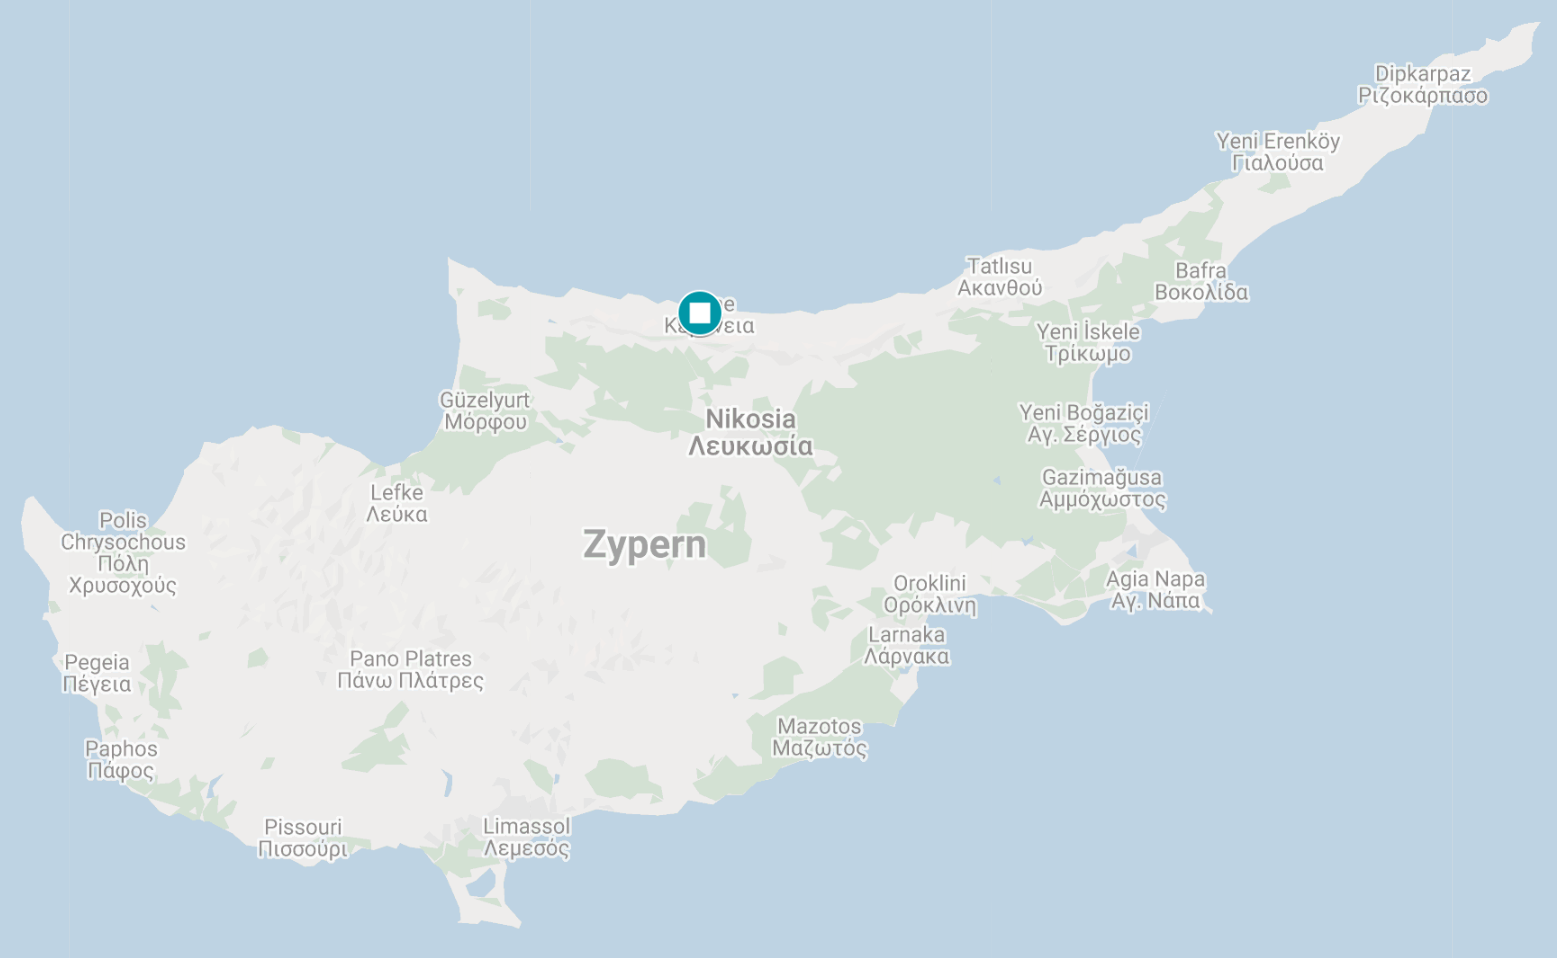 Dipkarpaz
Ριζοκάρπασο
Yeni Erenköy
Γιαλούσα
Tatlısu
Ακανθού
Bafra
Βοκολίδα
Yeni İskele
Τρίκωμο
Güzelyurt
Μόρφου
Nikosia
Λευκωσία
Yeni Boğaziçi
Αγ. Σέργιος
Gazimağusa
Αμμόχωστος
Lefke
Λεύκα
Polis
Chrysochous
Πόλη
Χρυσοχούς
Zypern
Oroklini
Ορόκλινη
Agia Napa
Αγ. Νάπα
Larnaka
Λάρνακα
Pegeia
Πέγεια
Pano Platres
Πάνω Πλάτρες
Mazotos
Μαζωτός
Paphos
Πάφος
Pissouri
Πισσούρι
Limassol
Λεμεσός